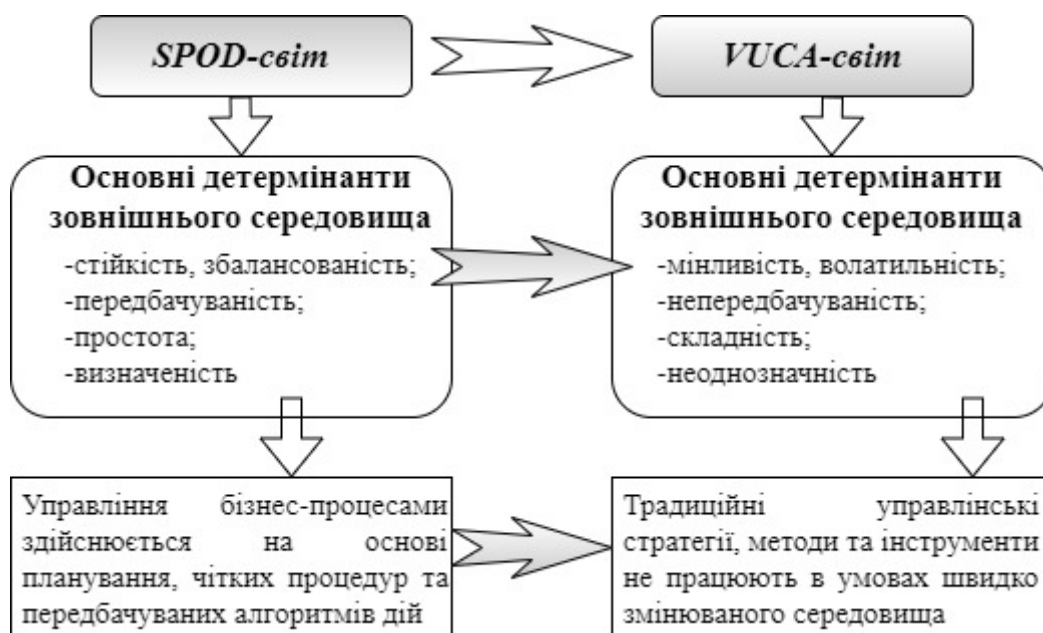 SPOD-світ
VUCA-світ
Основні детермінанти
зовнішнього середовища
-стійкість, збалансованість;
-передбачуваність;
-простота;
-визначеність
Основні детермінанти
зовнішнього середовища
-мінливість, волатильність;
-непередбачуваність;
-складність;
-неоднозначність
Управління бізнес-процесами
здійснюється на основі
планування, чітких процедур та
передбачуваних алгоритмів дій
Традиційні управлінські
стратегії, методи та інструменти
не працюють в умовах швидко
змінюваного середовища